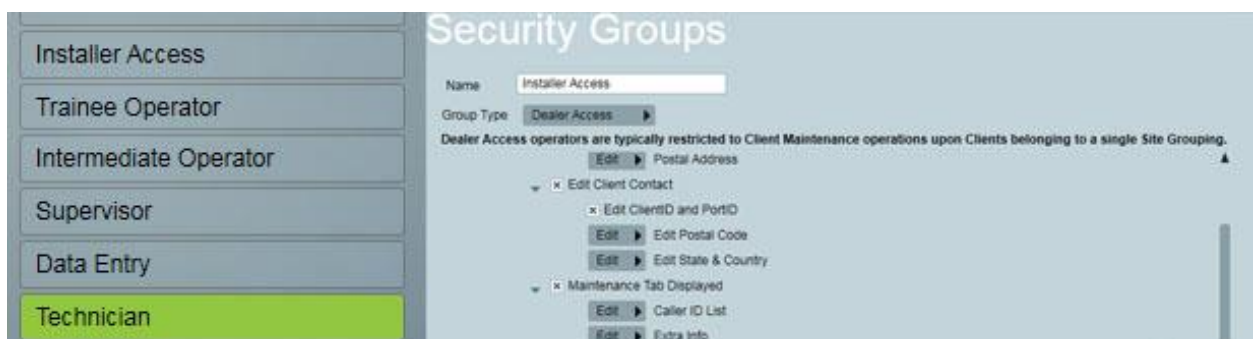 Installer Access
Trainee Operator
Intermediate Operator
Supervisor
Data Entry
Technician
Security Groups
Name Installer Access
Group Type Dealer Access
Dealer Access operators are typically restricted to Client Maintenance operations upon Clients belonging to a single Site Grouping.
Edit Postal Address
Edit Client Contact
Edit ClientID and PortID
Edit Edit Postal Code
Edit Edit State & Country
Maintenance Tab Displayed
Edit Caller ID List
Edit Extra Info